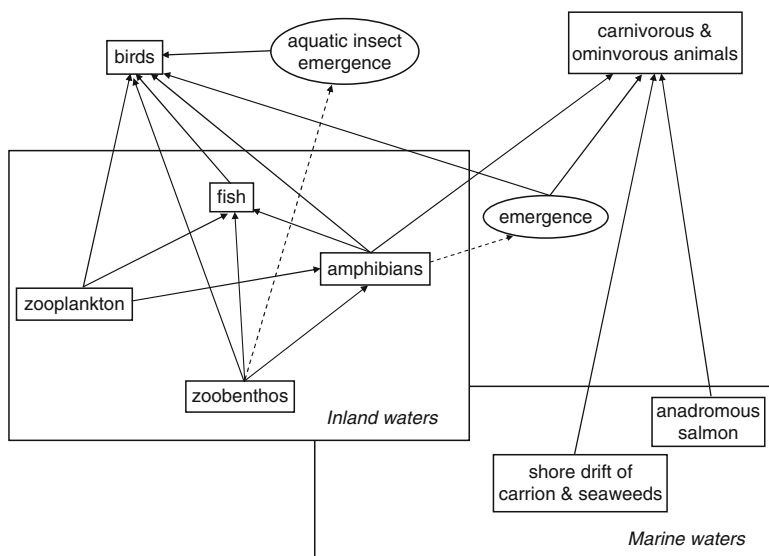 birds
aquatic insect
emergence
carnivorous &
ominvorous animals
fish
emergence
amphibians
zooplankton
zoobenthos
Inland waters
anadromous
salmon
shore drift of
carrion & seaweeds
Marine waters